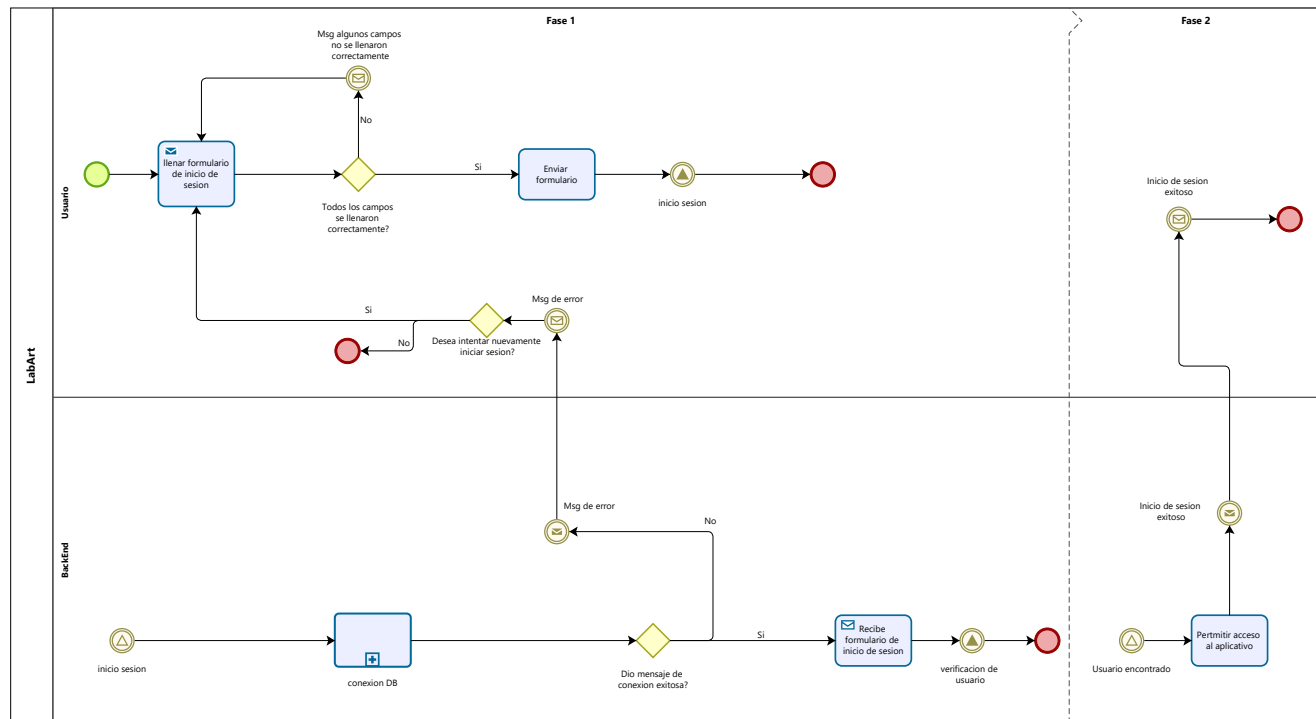 Fase 1
Fase 2
LabArt
Usuario
BackEnd
Msg algunos campos
no se llenaron
correctamente
No
llenar formulario
de inicio de
sesion
Todos los campos
se llenaron
correctamente?
Si
Enviar
formulario
inicio sesion
Inicio de sesion
exitoso
Msg de error
Si
No
Desea intentar nuevamente
iniciar sesion?
Msg de error
No
Inicio de sesion
exitoso
inicio sesion
conexion DB
Dio mensaje de
conexion exitosa?
Si
Recibe
formulario de
inicio de sesion
verificacion de
usuario
Usuario encontrado
Pertmitir acceso
al aplicativo